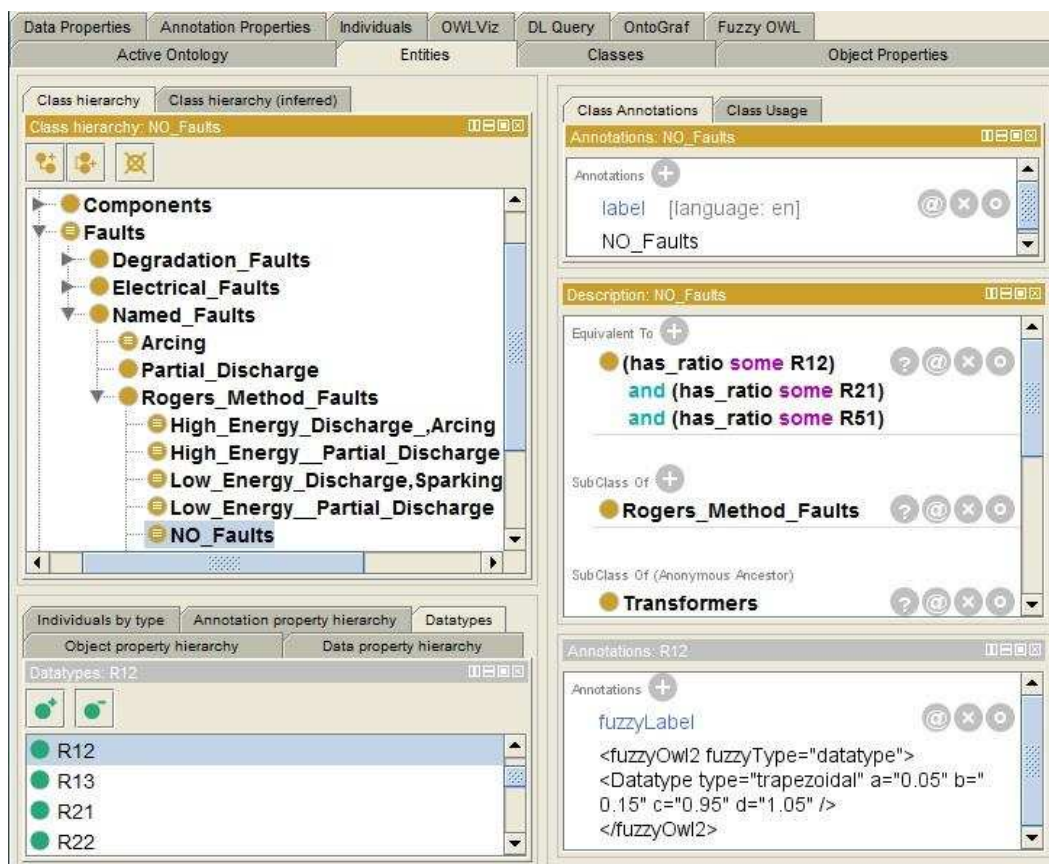 Data Properties Annotation Properties Individuals OWLViz DL Query OntoGraf Fuzzy OWL
Active Ontology Entities Classes Object Properties
Class hierarchy Class hierarchy (inferred)
Class hierarchy: NO_Faults
Components
Faults
Degradation_Faults
Electrical_Faults
Named_Faults
Arcing
Partial_Discharge
Rogers_Method_Faults
High_Energy_Discharge_,Arcing
High_Energy__Partial_Discharge
Low_Energy_Discharge,Sparking
Low_Energy__Partial_Discharge
NO_Faults
Individuals by type Annotation property hierarchy Datatypes
Object property hierarchy Data property hierarchy
Datatypes: R12
R12
R13
R21
R22
Class Annotations Class Usage
Annotations: NO_Faults
Annotations
label [language: en]
NO_Faults
Description: NO_Faults
Equivalent To
(has_ratio some R12)
and (has_ratio some R21)
and (has_ratio some R51)
SubClass Of
Rogers_Method_Faults
SubClass Of (Anonymous Ancestor)
Transformers
Annotations: R12
Annotations
fuzzyLabel
<fuzzyOwl2 fuzzyType="datatype">
<Datatype type="trapezoidal" a="0.05" b="
0.15" c="0.95" d="1.05" />
</fuzzyOwl2>